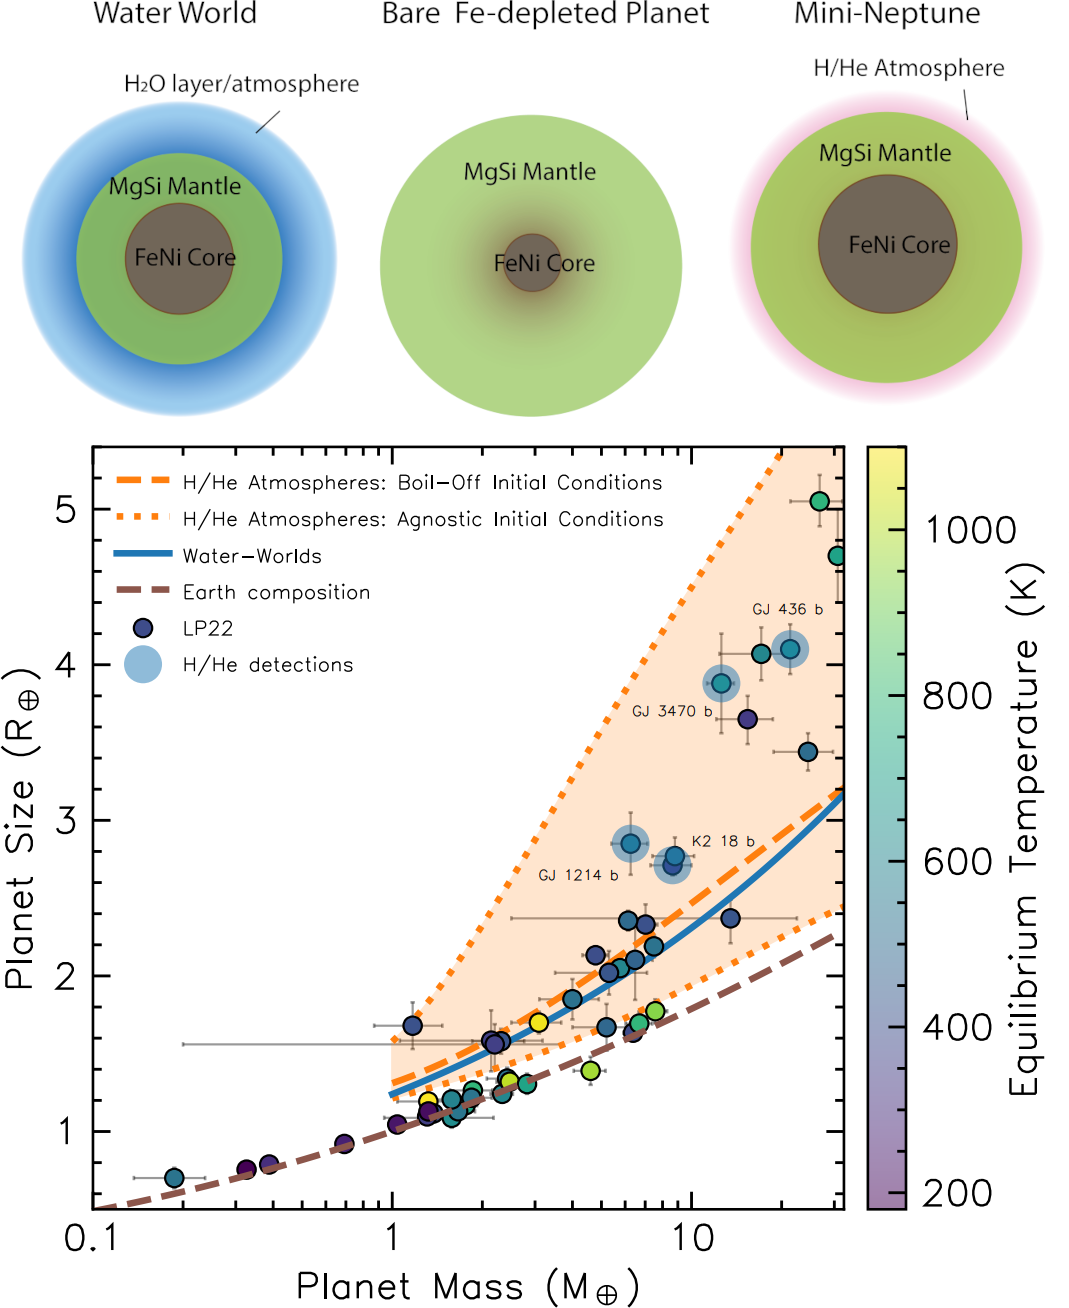 Water World
Bare Fe-depleted Planet
Mini-Neptune
H₂O layer/atmosphere
H/He Atmosphere
MgSi Mantle
FeNi Core
MgSi Mantle
FeNi Core
MgSi Mantle
FeNi Core
H/He Atmospheres: Boil-Off Initial Conditions
H/He Atmospheres: Agnostic Initial Conditions
Water-Worlds
Earth composition
LP22
H/He detections
GJ 436 b
GJ 3470 b
K2 18 b
GJ 1214 b
5
4
3
2
1
Planet Size (R⊕)
0.1
1
10
Planet Mass (M⊕)
1000
800
600
400
200
Equilibrium Temperature (K)